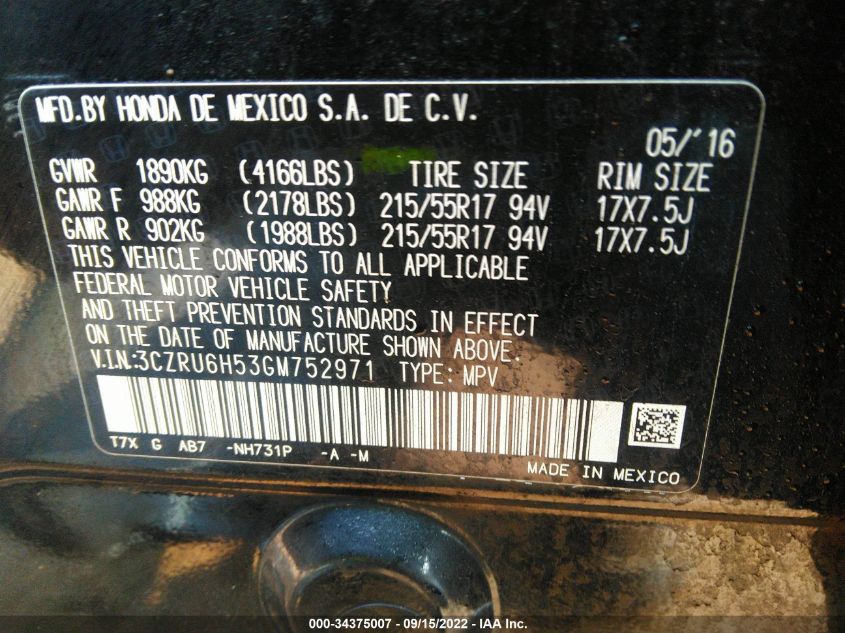 MFD.BY HONDA DE MEXICO S.A. DE C.V.
05/'16
GVWR 1890KG (4166LBS) TIRE SIZE RIM SIZE
GAWR F 988KG (2178LBS) 215/55R17 94V 17X7.5J
GAWR R 902KG (1988LBS) 215/55R17 94V 17X7.5J
THIS VEHICLE CONFORMS TO ALL APPLICABLE
FEDERAL MOTOR VEHICLE SAFETY
AND THEFT PREVENTION STANDARDS IN EFFECT
ON THE DATE OF MANUFACTURE SHOWN ABOVE.
V.I.N.:3CZRU6H53GM752971 TYPE: MPV
T7X G AB7 -NH731P -A -M
MADE IN MEXICO
000-34375007 - 09/15/2022 - IAA Inc.